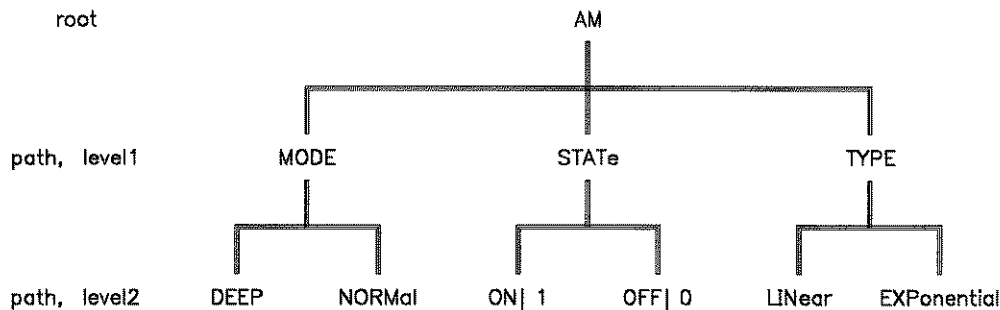 root AM
path, level1 MODE STATe TYPE
path, level2 DEEP NORMal ON| 1 OFF| 0 LINear EXPonential